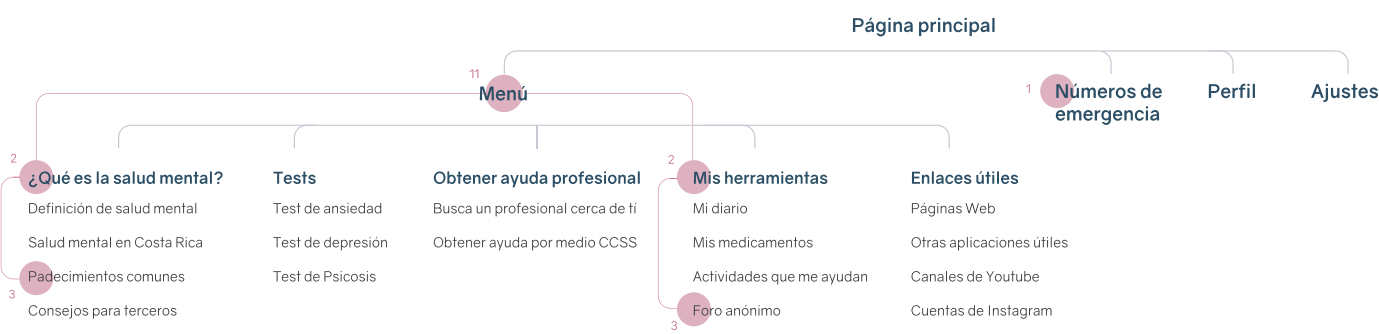 Página principal
11
Menú
1
Números de
emergencia
Perfil
Ajustes
2
¿Qué es la salud mental?
Definición de salud mental
Salud mental en Costa Rica
Padecimientos comunes
3
Consejos para terceros
Tests
Test de ansiedad
Test de depresión
Test de Psicosis
Obtener ayuda profesional
Busca un profesional cerca de tí
Obtener ayuda por medio CCSS
2
Mis herramientas
Mi diario
Mis medicamentos
Actividades que me ayudan
Foro anónimo
3
Enlaces útiles
Páginas Web
Otras aplicaciones útiles
Canales de Youtube
Cuentas de Instagram